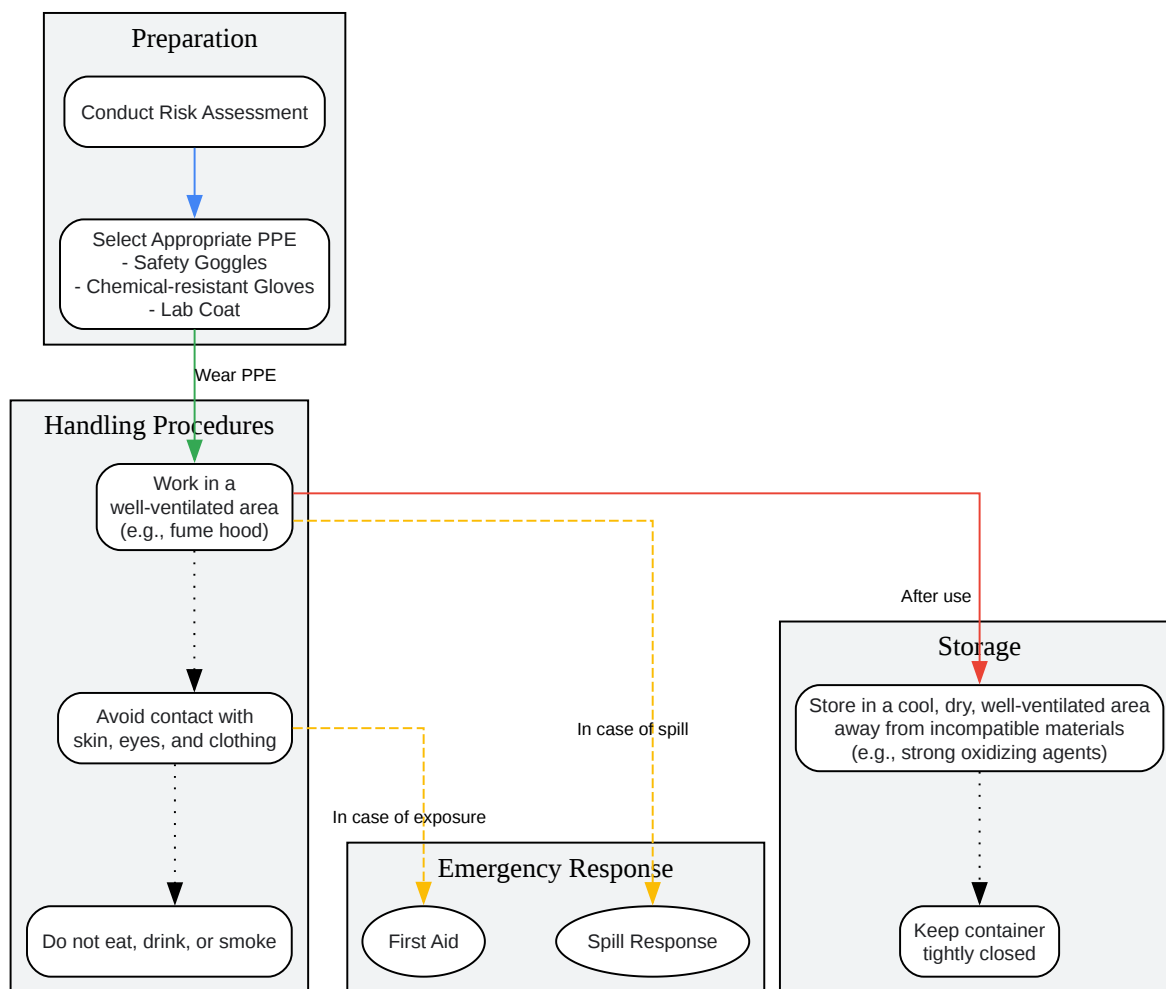 Preparation
Conduct Risk Assessment
Select Appropriate PPE
- Safety Goggles
- Chemical-resistant Gloves
- Lab Coat
Wear PPE
Handling Procedures
Work in a
well-ventilated area
(e.g., fume hood)
After use
Storage
Store in a cool, dry, well-ventilated area
away from incompatible materials
(e.g., strong oxidizing agents)
Avoid contact with
skin, eyes, and clothing
In case of spill
In case of exposure
Emergency Response
Do not eat, drink, or smoke
First Aid
Spill Response
Keep container
tightly closed